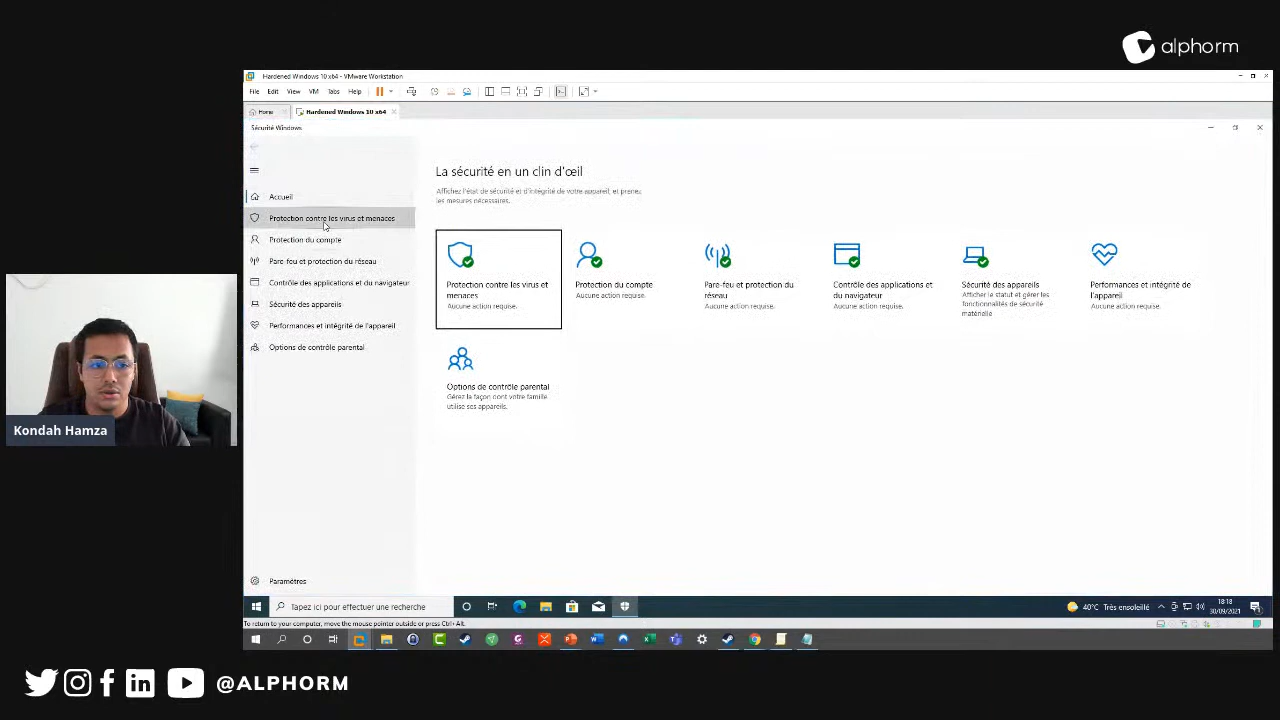 alphorm
Hardened Windows 10 x64 - VMware Workstation
File Edit View VM Tabs Help
Home Hardened Windows 10 x64
Sécurité Windows
Accueil
Protection contre les virus et menaces
Protection du compte
Pare-feu et protection du réseau
Contrôle des applications et du navigateur
Sécurité des appareils
Performances et intégrité de l'appareil
Options de contrôle parental
Paramètres
La sécurité en un clin d'œil
Affichez l'état de sécurité et d'intégrité de votre appareil, et prenez
les mesures nécessaires.
Protection contre les virus et
menaces
Aucune action requise.
Protection du compte
Aucune action requise.
Pare-feu et protection du
réseau
Aucune action requise.
Contrôle des applications et
du navigateur
Aucune action requise.
Sécurité des appareils
Afficher le statut et gérer les
fonctionnalités de sécurité
matérielle
Performances et intégrité de
l'appareil
Aucune action requise.
Options de contrôle parental
Gérez la façon dont votre famille
utilise ses appareils.
Kondah Hamza
Tapez ici pour effectuer une recherche
40°C Très ensoleillé
18:18
30/09/2021
To return to your computer, move the mouse pointer outside or press Ctrl+Alt.
@ALPHORM